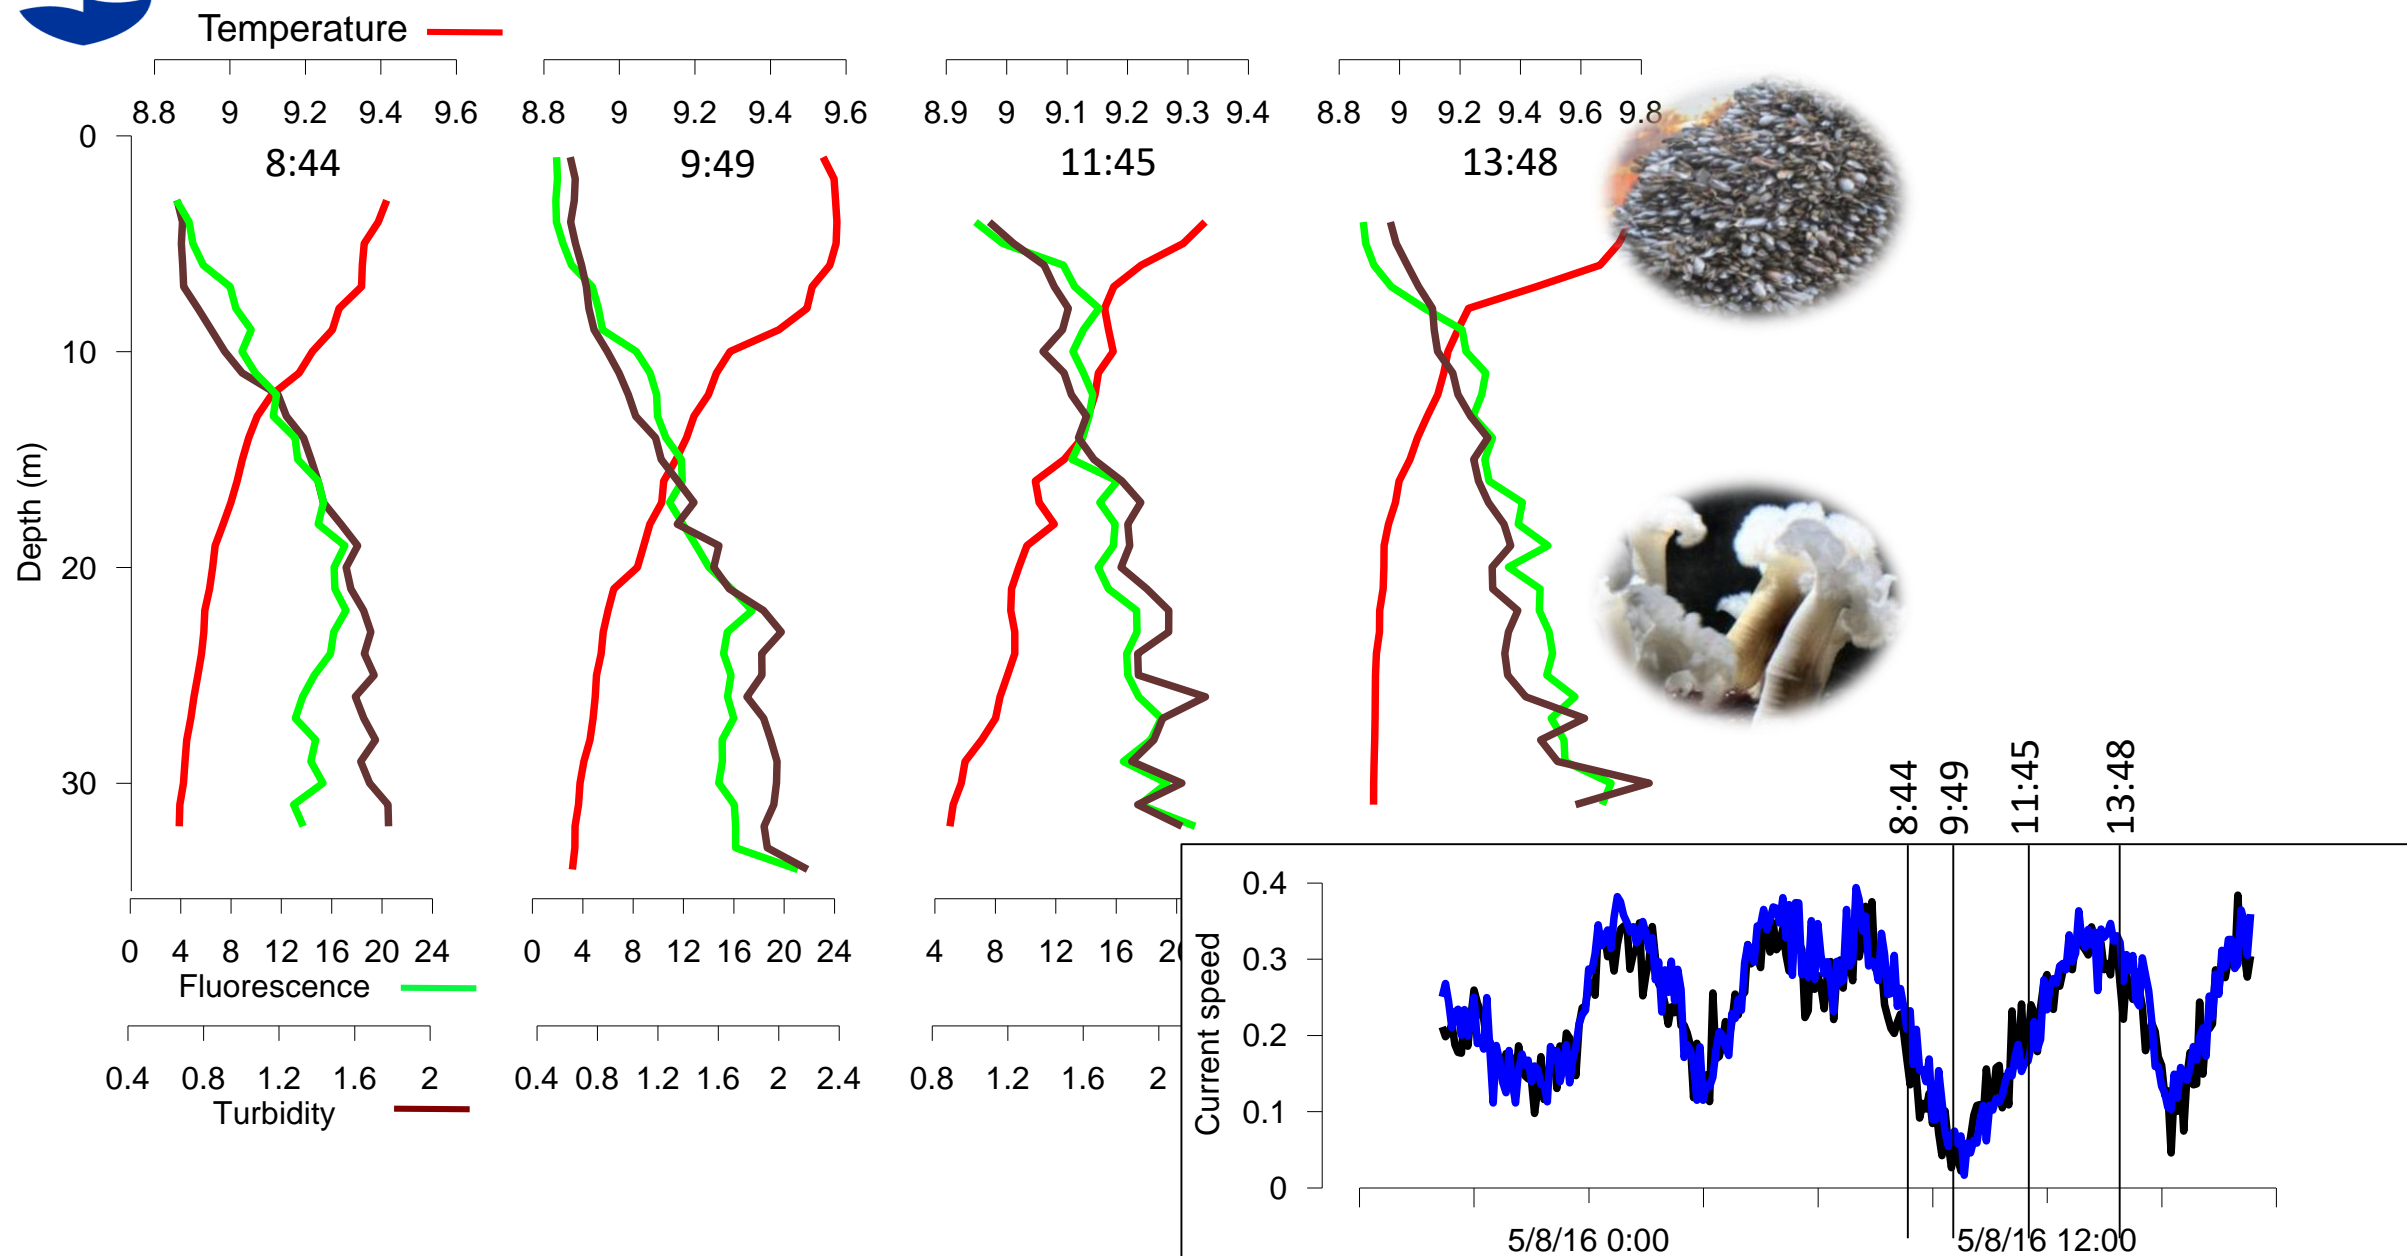 Temperature
8.8 9 9.2 9.4 9.6
8.8 9 9.2 9.4 9.6
8.9 9 9.1 9.2 9.3 9.4
8.8 9 9.2 9.4 9.6 9.8
8:44
9:49
11:45
13:48
Depth (m)
0
10
20
30
0 4 8 12 16 20 24
0 4 8 12 16 20 24
4 8 12 16
Fluorescence
0.4 0.8 1.2 1.6 2
0.4 0.8 1.2 1.6 2 2.4
0.8 1.2 1.6 2
Turbidity
8:44
9:49
11:45
13:48
Current speed
0.4
0.3
0.2
0.1
0
5/8/16 0:00
5/8/16 12:00